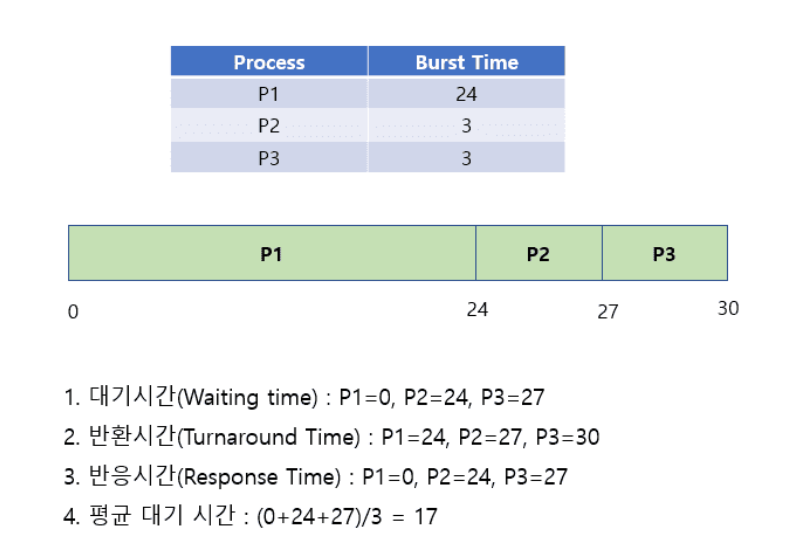 Process Burst Time
P1 24
P2 3
P3 3
P1 P2 P3
0 24 27 30
1. 대기시간(Waiting time) : P1=0, P2=24, P3=27
2. 반환시간(Turnaround Time) : P1=24, P2=27, P3=30
3. 반응시간(Response Time) : P1=0, P2=24, P3=27
4. 평균 대기 시간 : (0+24+27)/3 = 17